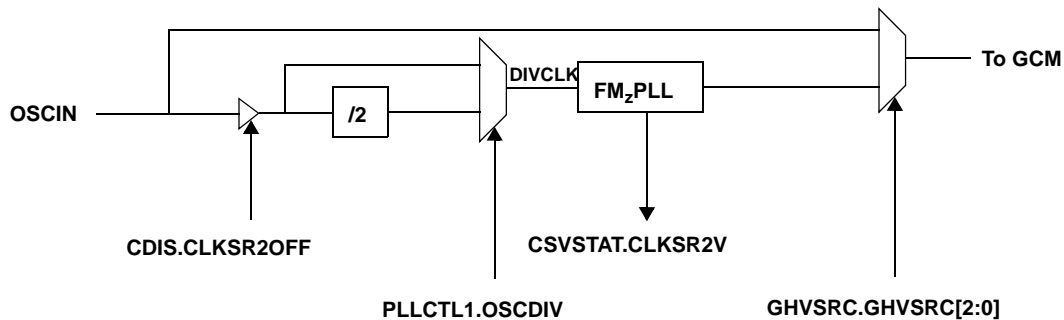 To GCM
DIVCLK
FMzPLL
OSCIN
/2
CDIS.CLKSR2OFF
CSVSTAT.CLKSR2V
PLLCTL1.OSCDIV
GHVSRC.GHVSRC[2:0]